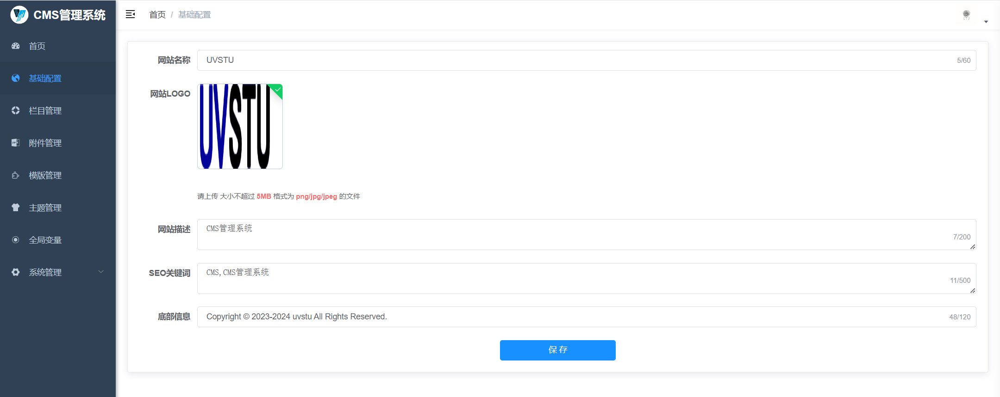 CMS管理系统
首页 / 基础配置
首页
基础配置
栏目管理
附件管理
模版管理
主题管理
全局变量
系统管理
网站名称 UVSTU 5/60
网站LOGO UVSTU
请上传 大小不超过 5MB 格式为 png/jpg/jpeg 的文件
网站描述 CMS管理系统 7/200
SEO关键词 CMS,CMS管理系统 11/500
底部信息 Copyright © 2023-2024 uvstu All Rights Reserved. 48/120
保存